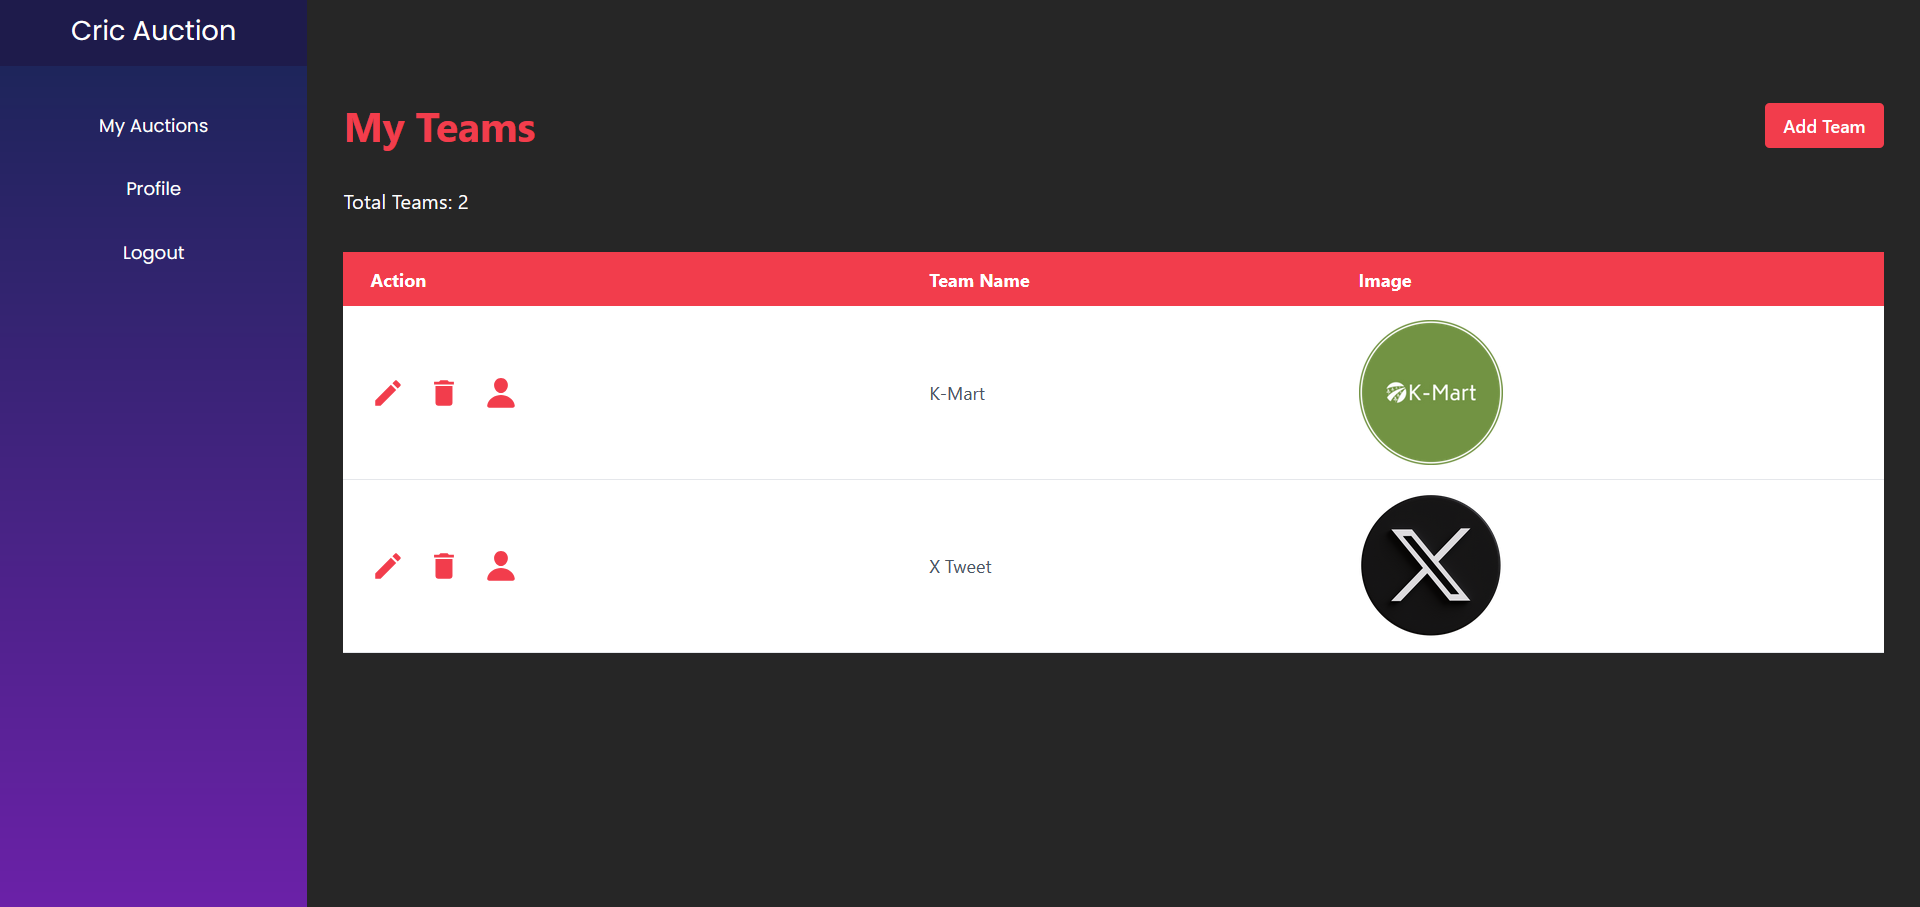 Cric Auction
My Auctions
Profile
Logout
My Teams
Add Team
Total Teams: 2
Action Team Name Image
K-Mart K-Mart
X Tweet X